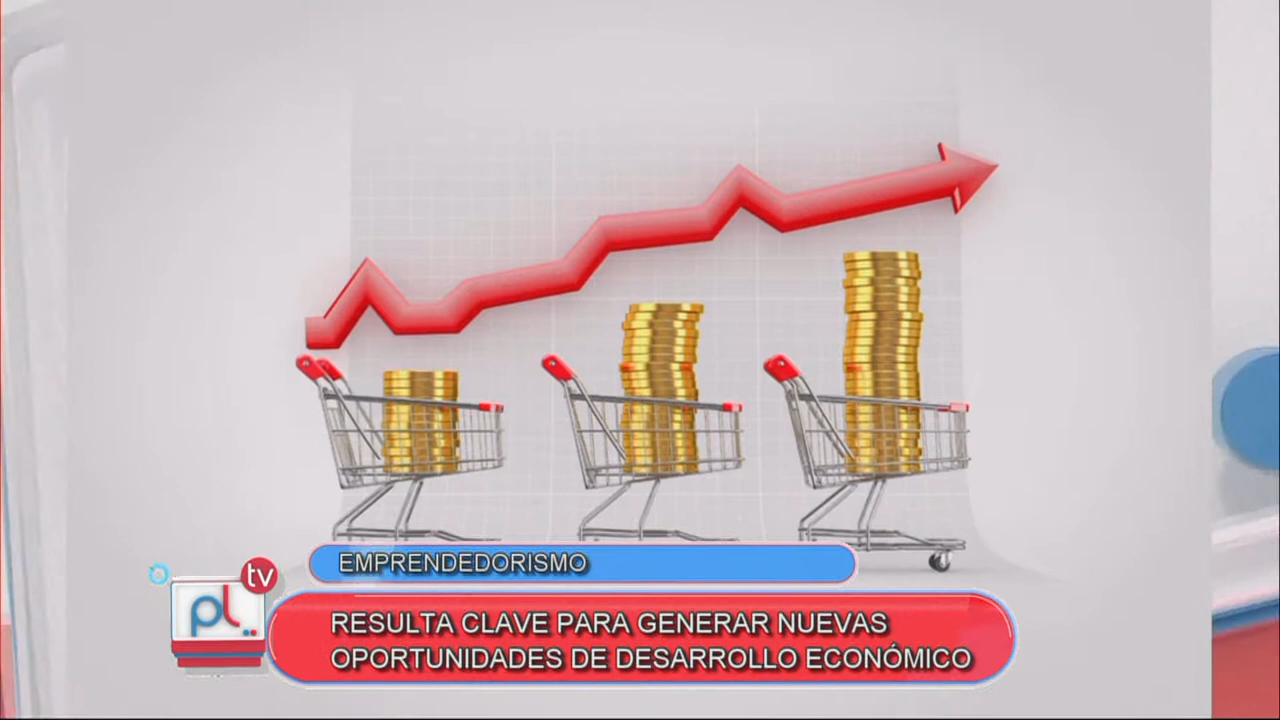 EMPRENDEDORISMO
tv
pl
RESULTA CLAVE PARA GENERAR NUEVAS
OPORTUNIDADES DE DESARROLLO ECONÓMICO